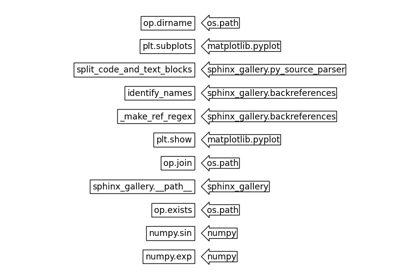 op.dirname os.path
plt.subplots matplotlib.pyplot
split_code_and_text_blocks sphinx_gallery.py_source_parser
identify_names sphinx_gallery.backreferences
_make_ref_regex sphinx_gallery.backreferences
plt.show matplotlib.pyplot
op.join os.path
sphinx_gallery.__path__ sphinx_gallery
op.exists os.path
numpy.sin numpy
numpy.exp numpy